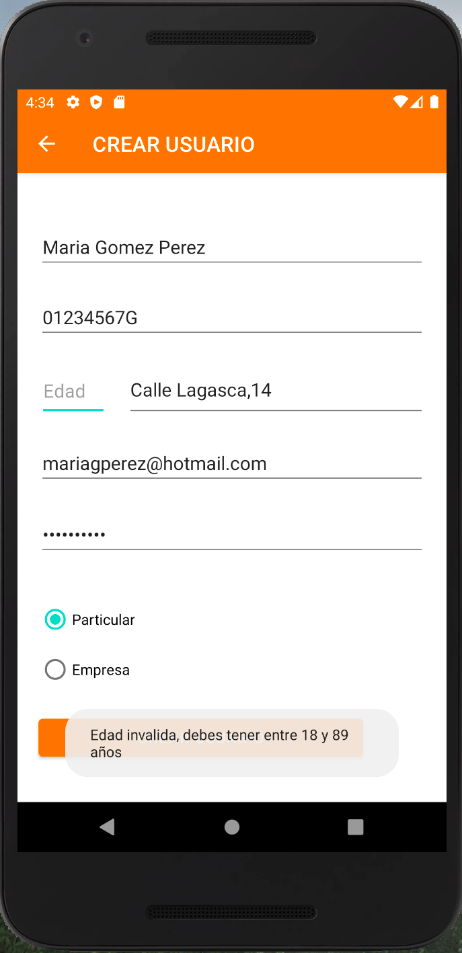 4:34
CREAR USUARIO
Maria Gomez Perez
01234567G
Edad Calle Lagasca,14
mariagperez@hotmail.com
••••••••••
Particular
Empresa
Edad invalida, debes tener entre 18 y 89
años